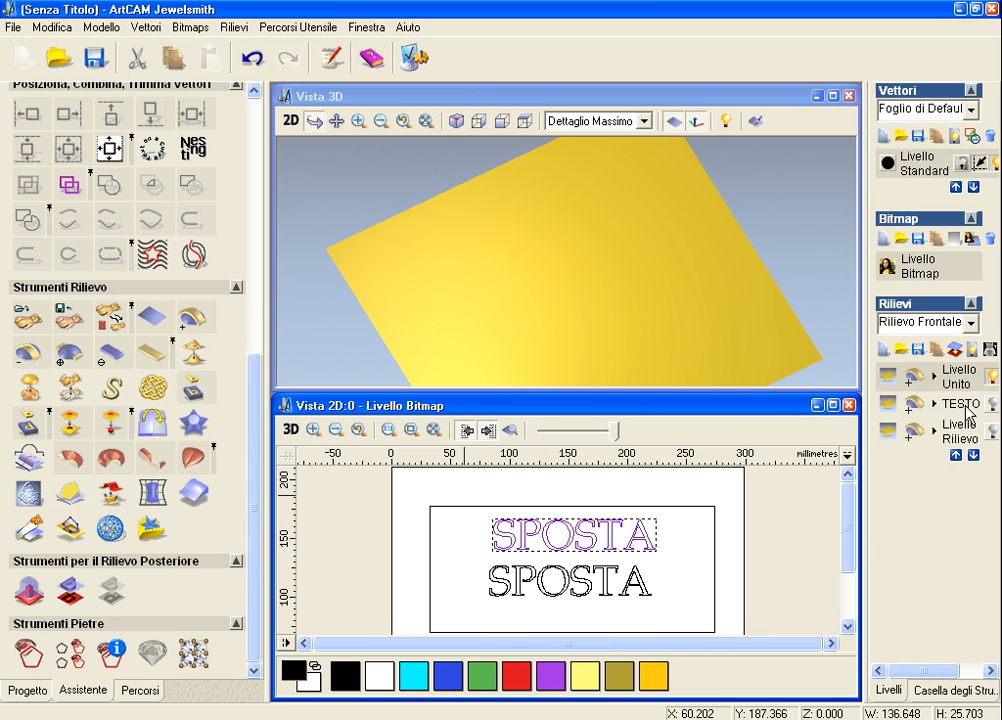 (Senza Titolo) - ArtCAM Jewelsmith
File Modifica Modello Vettori Bitmaps Rilievi Percorsi Utensile Finestra Aiuto
Posiziona, Combina, Trimma Vettori
Nes
ting
Strumenti Rilievo
Strumenti per il Rilievo Posteriore
Strumenti Pietre
Progetto Assistente Percorsi
Vista 3D
2D Dettaglio Massimo
Vista 2D:0 - Livello Bitmap
3D
-50 0 50 100 150 200 250 300 millimetres
200
150
100
SPOSTA
SPOSTA
Vettori
Foglio di Defaul
Livello
Standard
Bitmap
Livello
Bitmap
Rilievi
Rilievo Frontale
Livello
Unito
TESTO
Livello
Rilievo
Livelli Casella degli Stru...
X: 60.202 Y: 187.366 Z: 0.000 W: 136.648 H: 25.703